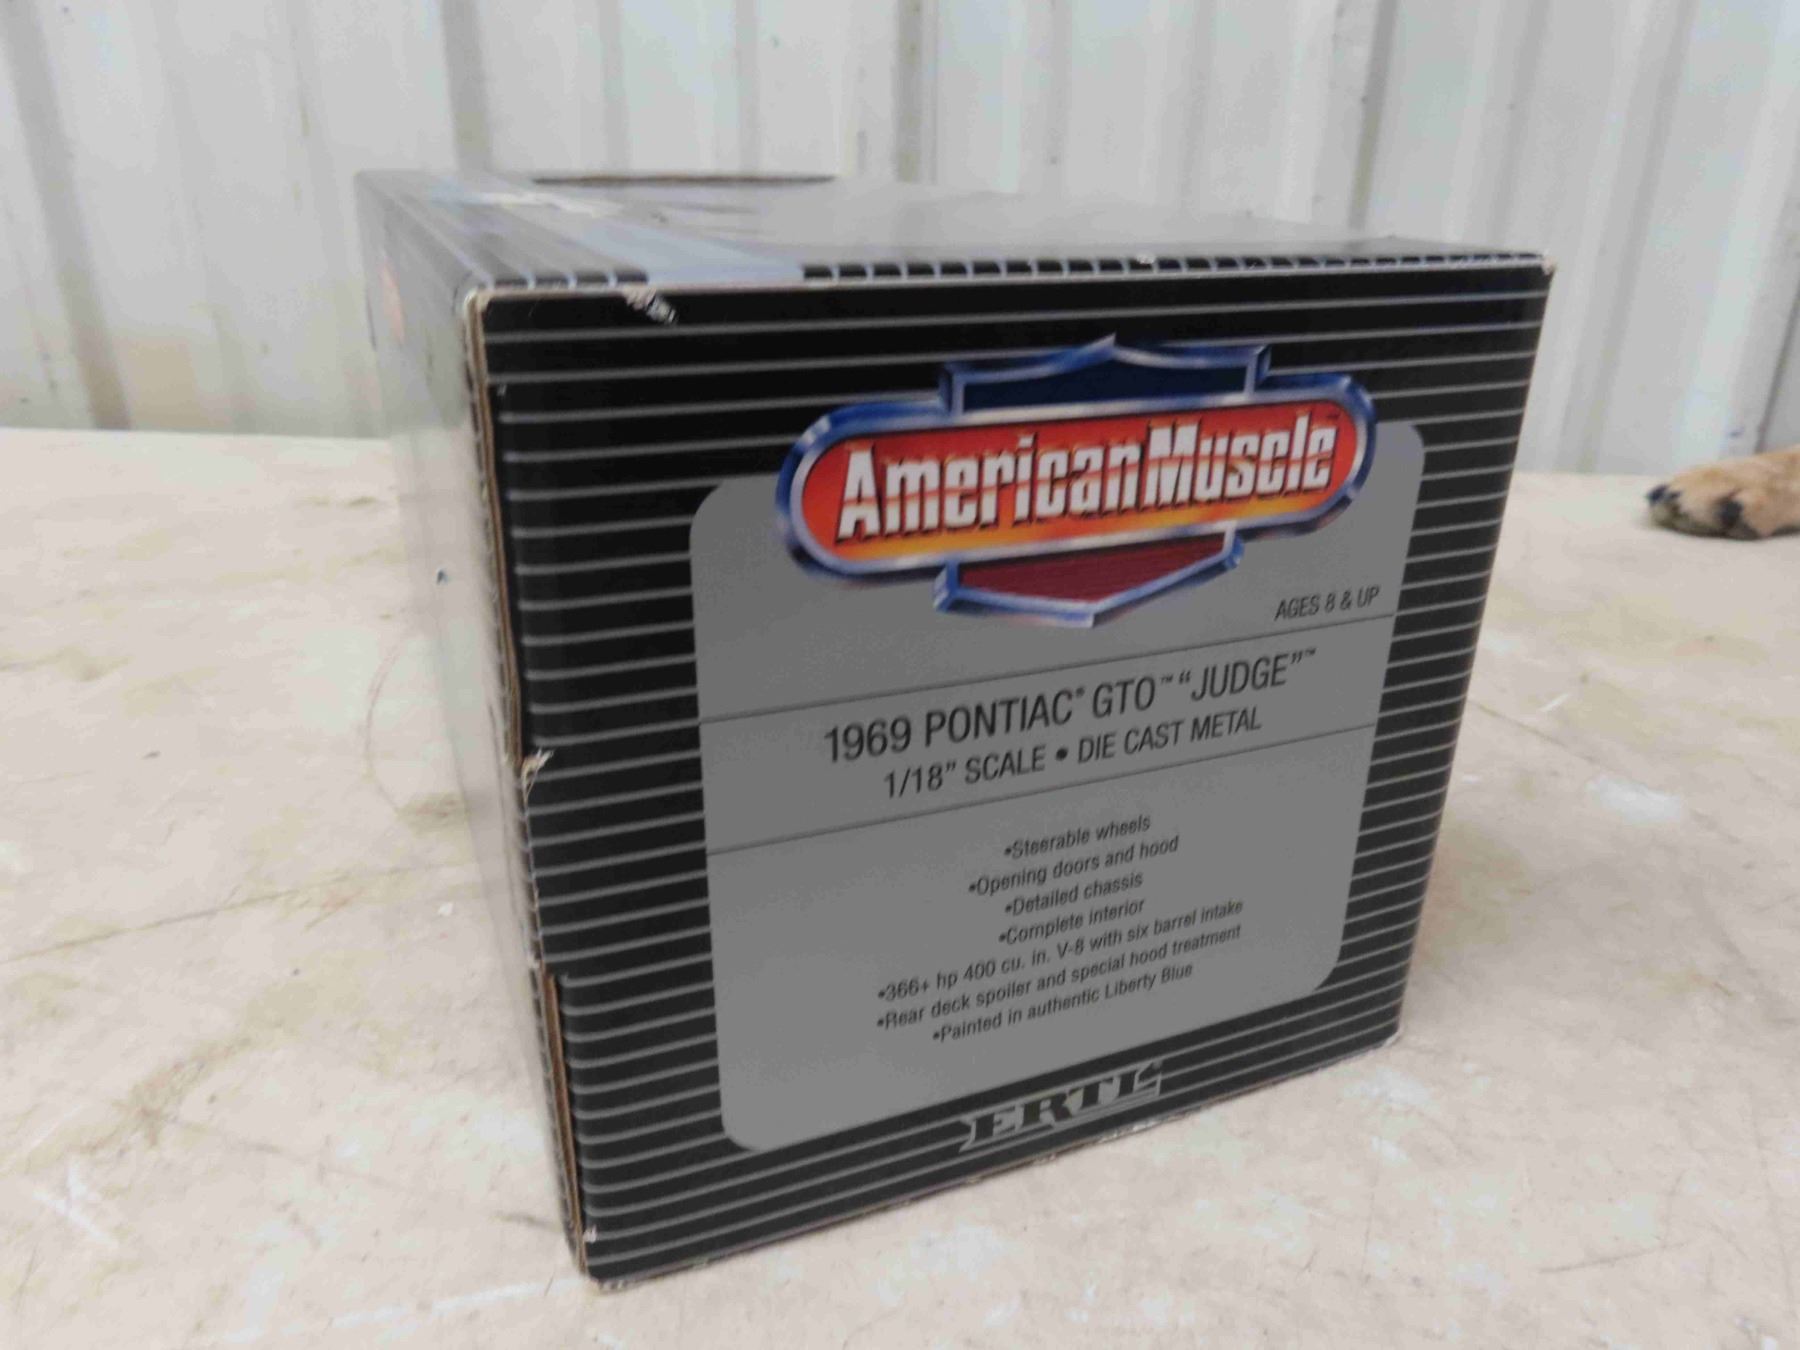 AmericanMuscle™
AGES 8 & UP
1969 PONTIAC® GTO™ “JUDGE”™
1/18” SCALE • DIE CAST METAL
•Steerable wheels
•Opening doors and hood
•Detailed chassis
•Complete interior
•366+ hp 400 cu. in. V-8 with six barrel intake
•Rear deck spoiler and special hood treatment
•Painted in authentic Liberty Blue
ERTL